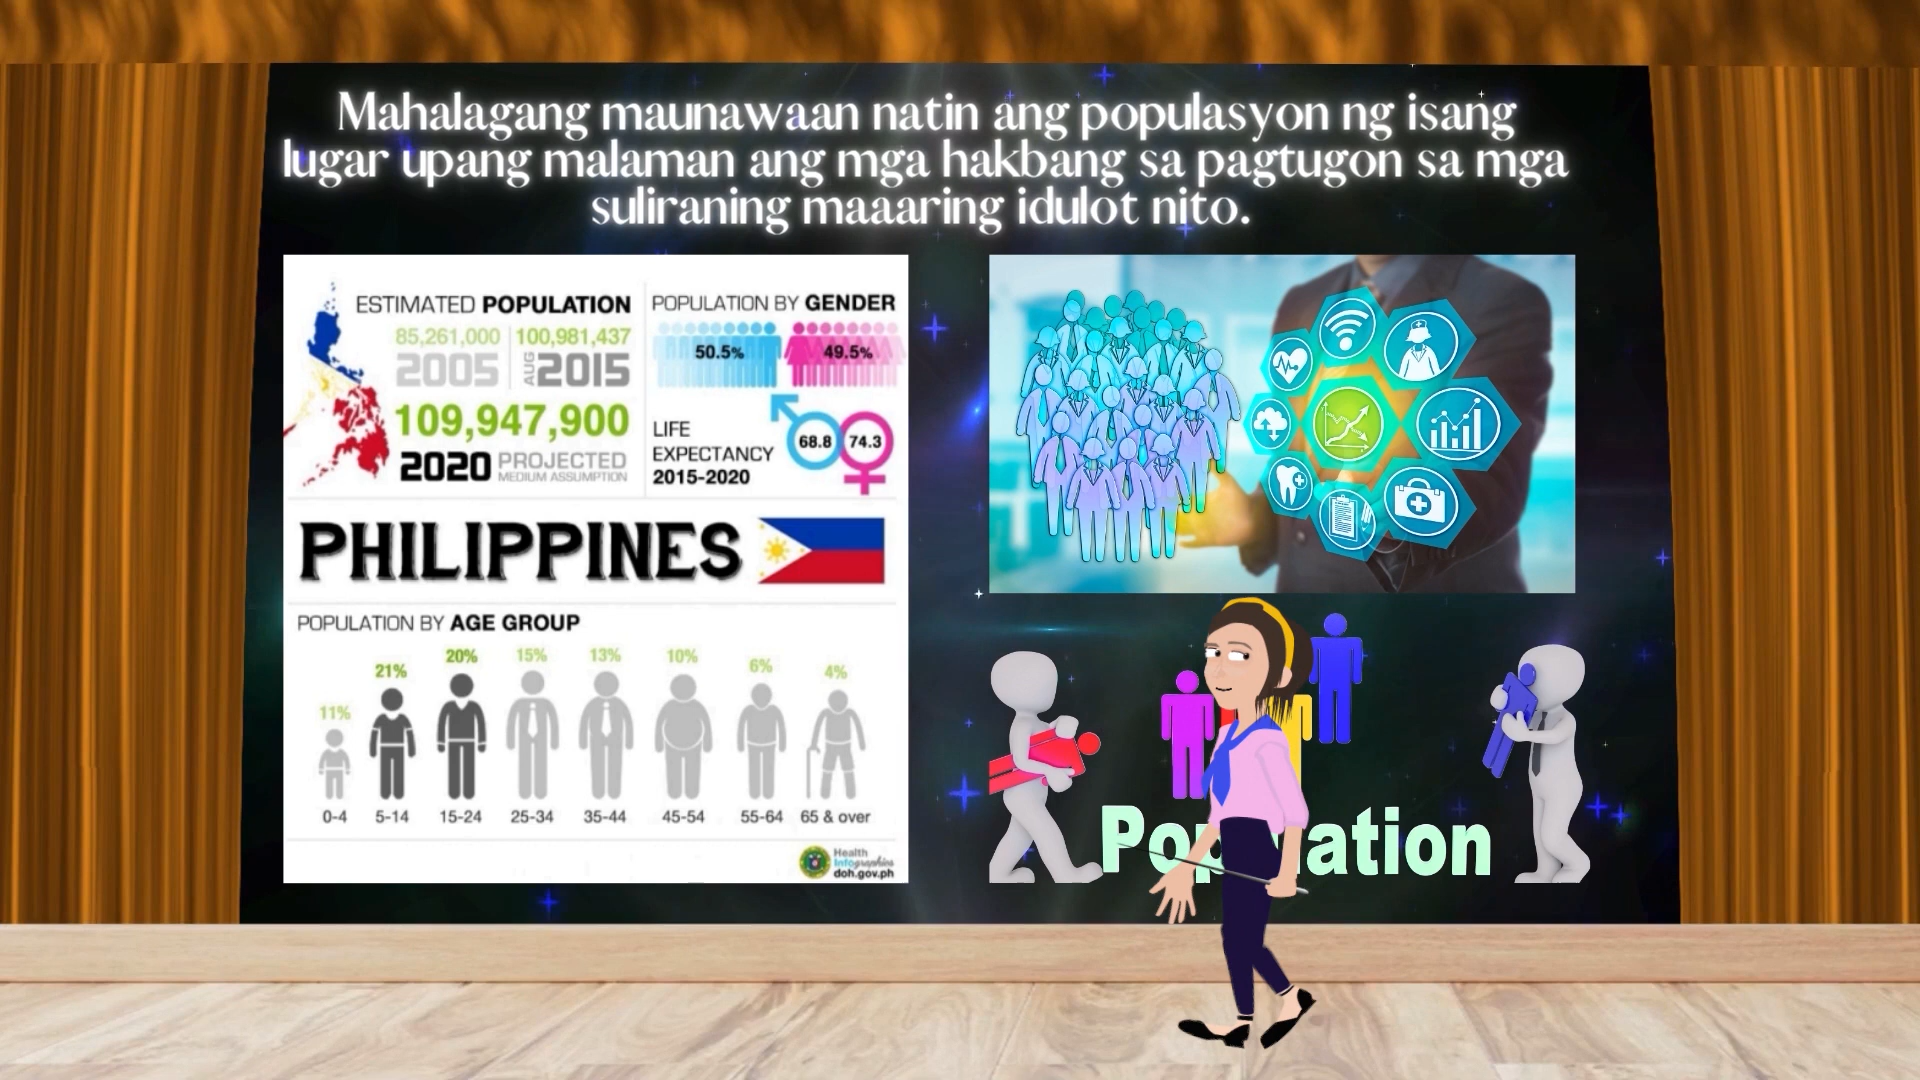 Mahalagang maunawaan natin ang populasyon ng isang
lugar upang malaman ang mga hakbang sa pagtugon sa mga
suliraning maaaring idulot nito.
ESTIMATED POPULATION
85,261,000 100,981,437
2005 AUG 2015
109,947,900
2020 PROJECTED
MEDIUM ASSUMPTION
POPULATION BY GENDER
50.5% 49.5%
LIFE
EXPECTANCY
2015-2020
68.8 74.3
PHILIPPINES
POPULATION BY AGE GROUP
11% 21% 20% 15% 13% 10% 6% 4%
0-4 5-14 15-24 25-34 35-44 45-54 55-64 65 & over
Health
Infographics
doh.gov.ph